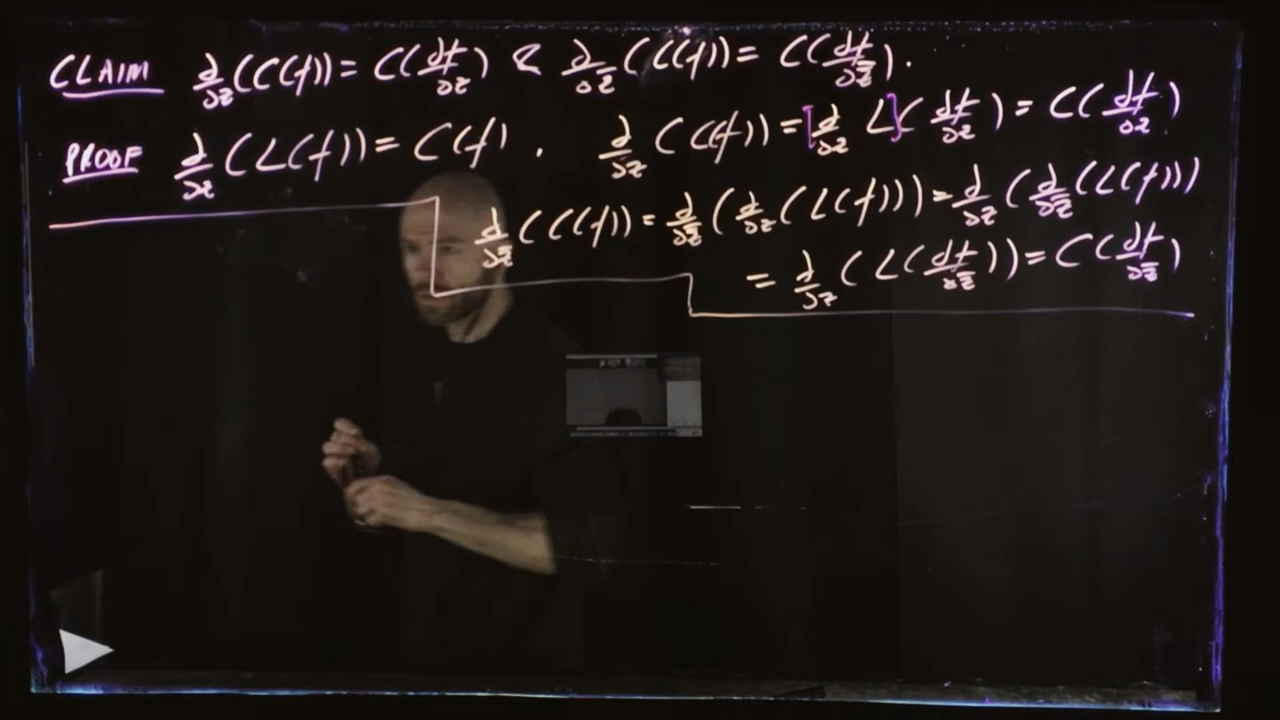 CLAIM ∂/∂z (C(f)) = C(∂f/∂z) & ∂/∂z̄ (C(f)) = C(∂f/∂z̄).
PROOF ∂/∂z (L(f)) = C(f). ∂/∂z (C(f)) = [∂/∂z L](∂f/∂z) = C(∂f/∂z)
∂/∂z̄ (C(f)) = ∂/∂z̄ (∂/∂z (L(f))) = ∂/∂z (∂/∂z̄ (L(f))
= ∂/∂z (L(∂f/∂z̄)) = C(∂f/∂z̄)